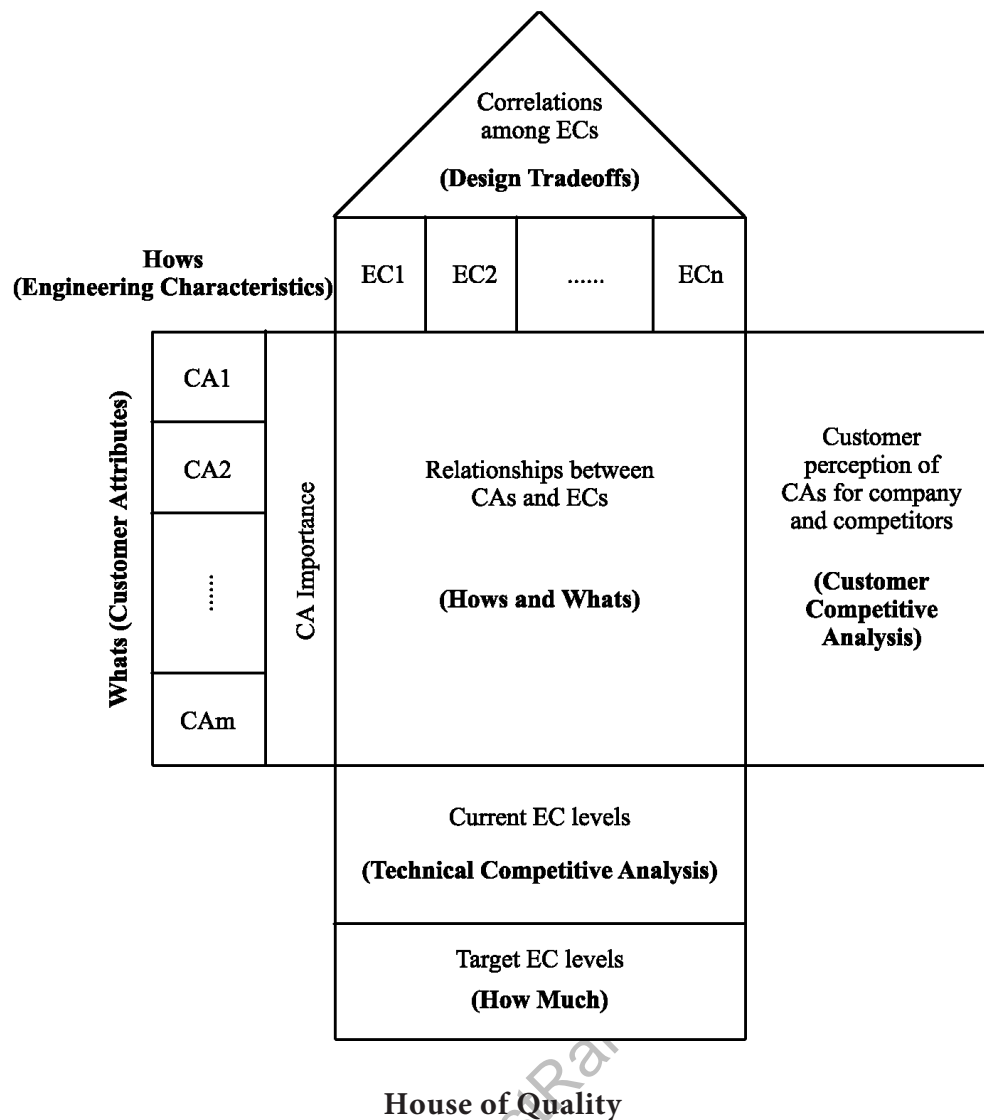 Correlations
among ECs
(Design Tradeoffs)
Hows
(Engineering Characteristics)
EC1
EC2
......
ECn
Whats (Customer Attributes)
CA1
CA2
......
CAm
CA Importance
Relationships between
CAs and ECs
(Hows and Whats)
Customer
perception of
CAs for company
and competitors
(Customer
Competitive
Analysis)
Current EC levels
(Technical Competitive Analysis)
Target EC levels
(How Much)
House of Quality